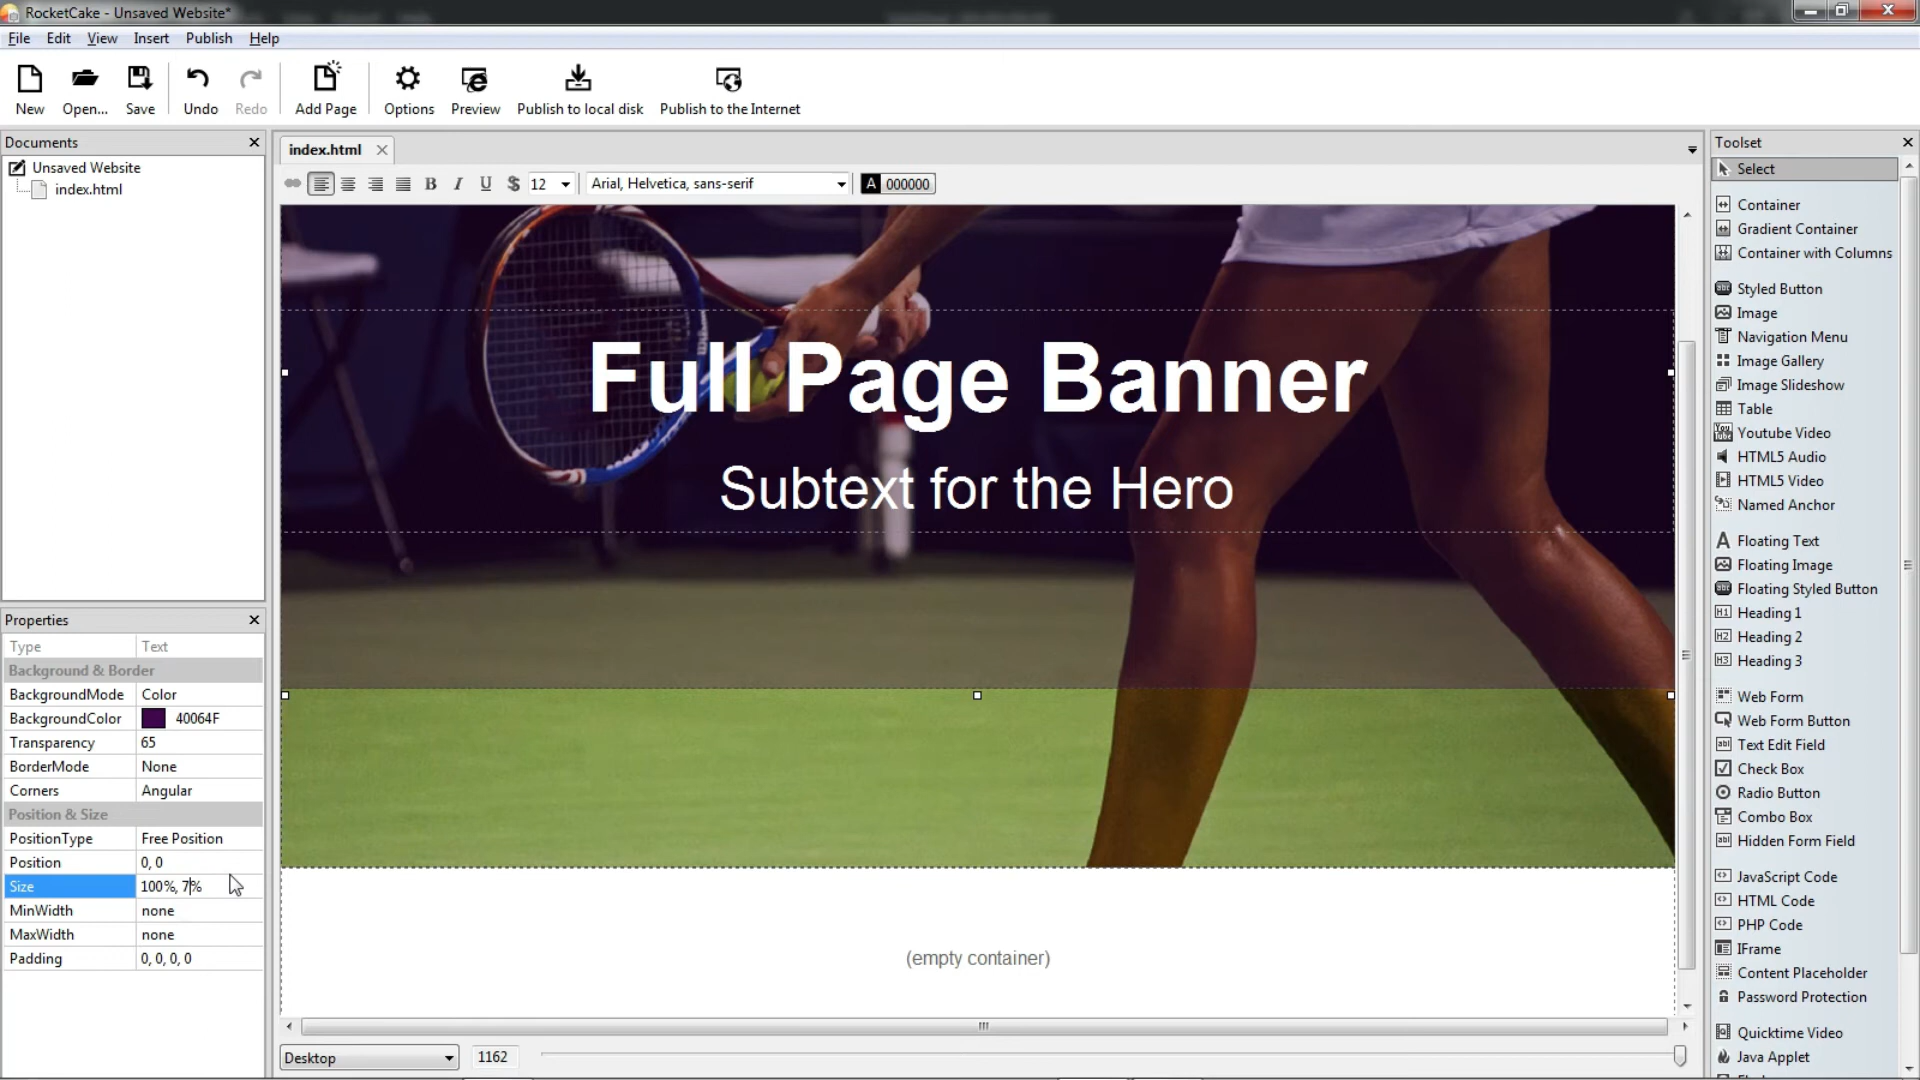 RocketCake - Unsaved Website*
File Edit View Insert Publish Help
New Open... Save Undo Redo Add Page Options Preview Publish to local disk Publish to the Internet
Documents
Unsaved Website
index.html
Properties
Type Text
Background & Border
BackgroundMode Color
BackgroundColor 40064F
Transparency 65
BorderMode None
Corners Angular
Position & Size
PositionType Free Position
Position 0, 0
Size 100%, 7%
MinWidth none
MaxWidth none
Padding 0, 0, 0, 0
index.html
B I U $ 12 Arial, Helvetica, sans-serif A 000000
Full Page Banner
Subtext for the Hero
(empty container)
Desktop 1162
Toolset
Select
Container
Gradient Container
Container with Columns
Styled Button
Image
Navigation Menu
Image Gallery
Image Slideshow
Table
Youtube Video
HTML5 Audio
HTML5 Video
Named Anchor
Floating Text
Floating Image
Floating Styled Button
H1 Heading 1
H2 Heading 2
H3 Heading 3
Web Form
Web Form Button
Text Edit Field
Check Box
Radio Button
Combo Box
Hidden Form Field
JavaScript Code
HTML Code
PHP Code
IFrame
Content Placeholder
Password Protection
Quicktime Video
Java Applet